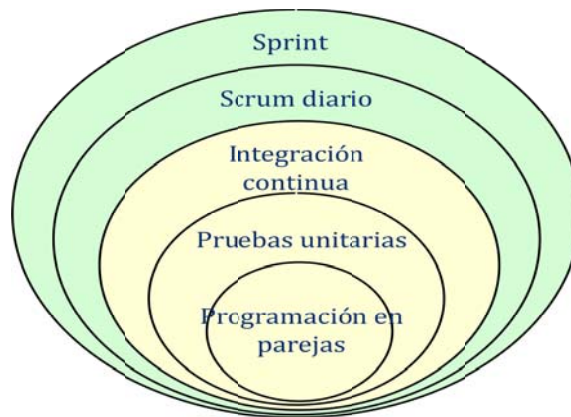 Sprint
Scrum diario
Integración
continua
Pruebas unitarias
Programación en
parejas